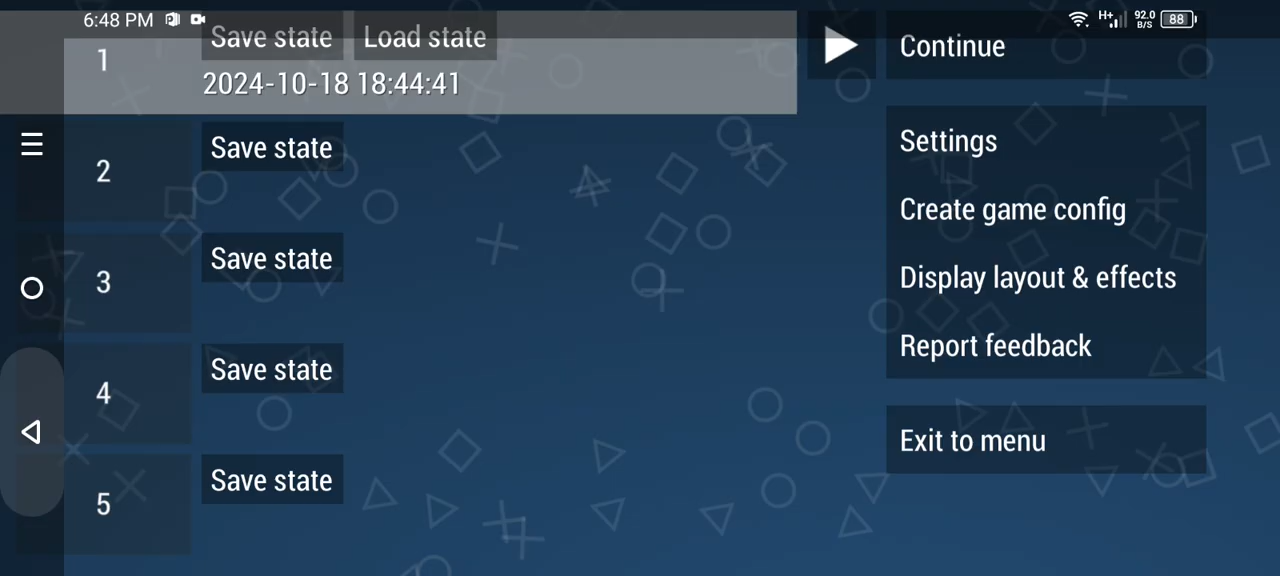 6:48 PM
H+
92.0
B/S
88
1
Save state
Load state
2024-10-18 18:44:41
2
Save state
3
Save state
4
Save state
5
Save state
Continue
Settings
Create game config
Display layout & effects
Report feedback
Exit to menu